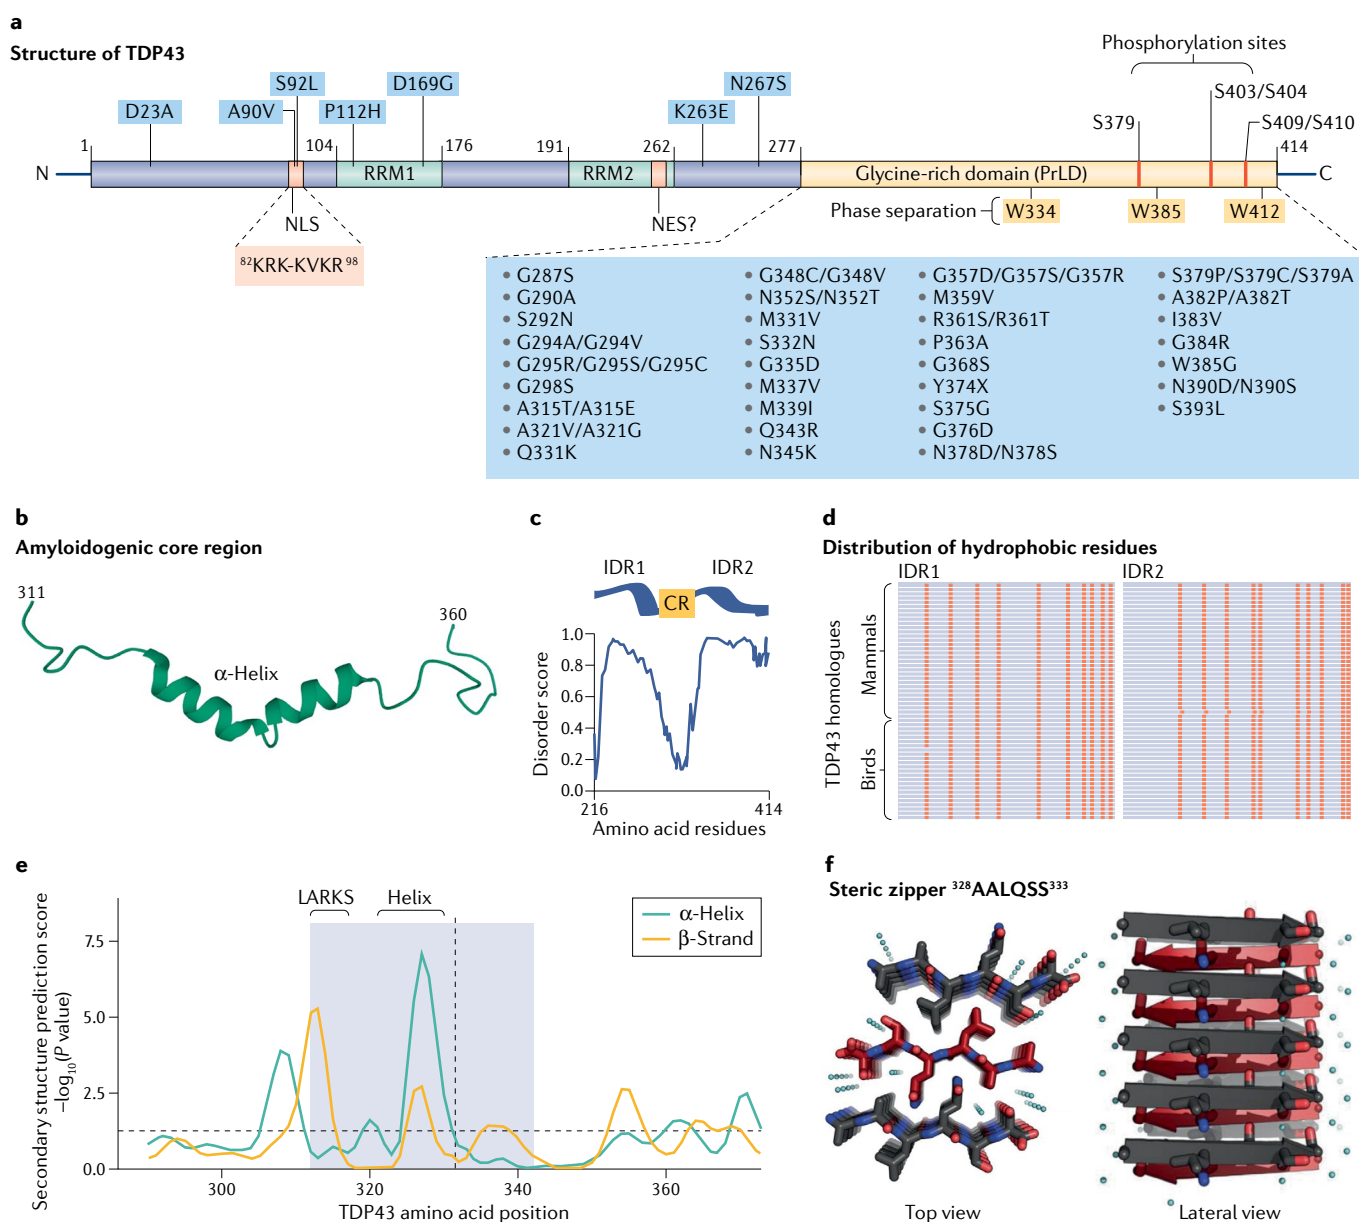 a
Structure of TDP43
Phosphorylation sites
S92L
D169G
N267S
S403/S404
D23A
A90V
P112H
K263E
S379
S409/S410
1
104
176
191
262
277
414
N
RRM1
RRM2
Glycine-rich domain (PrLD)
C
NLS
NES?
Phase separation
W334
W385
W412
⁸²KRK-KVKR⁹⁸
• G287S
• G290A
• S292N
• G294A/G294V
• G295R/G295S/G295C
• G298S
• A315T/A315E
• A321V/A321G
• Q331K
• G348C/G348V
• N352S/N352T
• M331V
• S332N
• G335D
• M337V
• M339I
• Q343R
• N345K
• G357D/G357S/G357R
• M359V
• R361S/R361T
• P363A
• G368S
• Y374X
• S375G
• G376D
• N378D/N378S
• S379P/S379C/S379A
• A382P/A382T
• I383V
• G384R
• W385G
• N390D/N390S
• S393L
b
Amyloidogenic core region
311
360
α-Helix
c
IDR1
IDR2
CR
Disorder score
1.0
0.8
0.6
0.4
0.2
0.0
216
414
Amino acid residues
d
Distribution of hydrophobic residues
IDR1
IDR2
TDP43 homologues
Mammals
Birds
e
Secondary structure prediction score
–log₁₀(P value)
LARKS
Helix
α-Helix
β-Strand
7.5
5.0
2.5
0.0
300
320
340
360
TDP43 amino acid position
f
Steric zipper ³²⁸AALQSS³³³
Top view
Lateral view